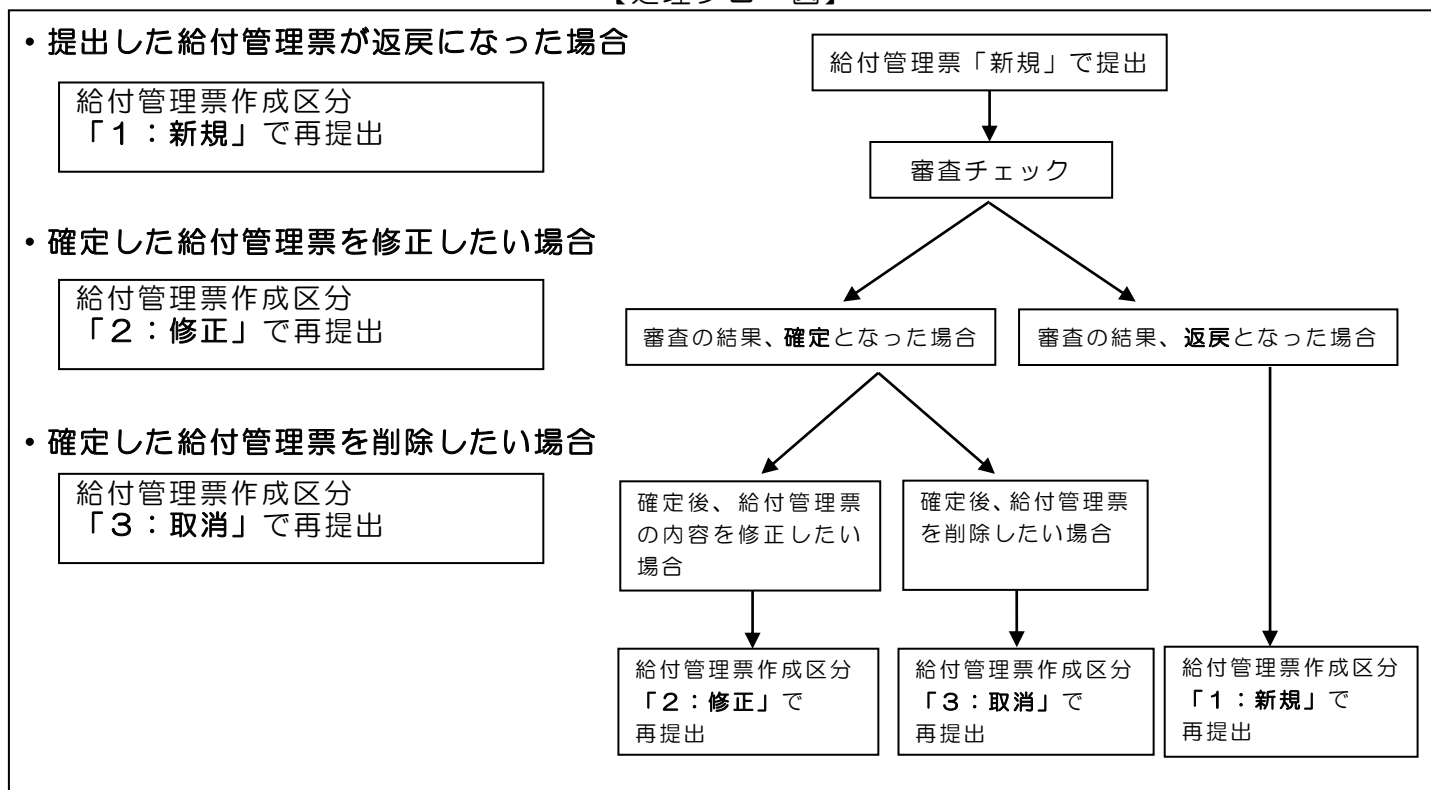 ・提出した給付管理票が返戻になった場合
給付管理票作成区分
「1：新規」で再提出
・確定した給付管理票を修正したい場合
給付管理票作成区分
「2：修正」で再提出
・確定した給付管理票を削除したい場合
給付管理票作成区分
「3：取消」で再提出
給付管理票「新規」で提出
審査チェック
審査の結果、確定となった場合
審査の結果、返戻となった場合
確定後、給付管理票
の内容を修正したい
場合
確定後、給付管理票
を削除したい場合
給付管理票作成区分
「2：修正」で
再提出
給付管理票作成区分
「3：取消」で
再提出
給付管理票作成区分
「1：新規」で
再提出